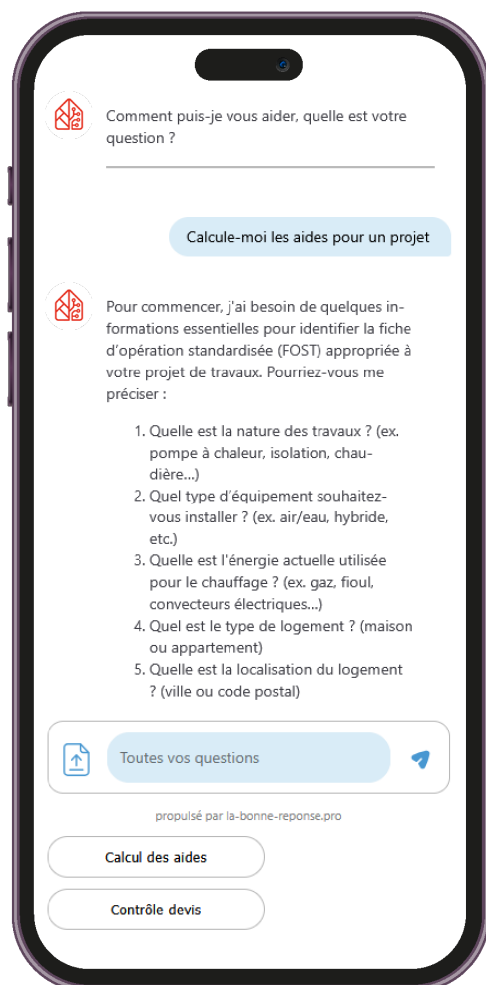 Comment puis-je vous aider, quelle est votre
question ?
Calcule-moi les aides pour un projet
Pour commencer, j'ai besoin de quelques in-
formations essentielles pour identifier la fiche
d'opération standardisée (FOST) appropriée à
votre projet de travaux. Pourriez-vous me
préciser :
1. Quelle est la nature des travaux ? (ex.
pompe à chaleur, isolation, chau-
dière...)
2. Quel type d'équipement souhaitez-
vous installer ? (ex. air/eau, hybride,
etc.)
3. Quelle est l'énergie actuelle utilisée
pour le chauffage ? (ex. gaz, fioul,
convecteurs électriques...)
4. Quel est le type de logement ? (maison
ou appartement)
5. Quelle est la localisation du logement
? (ville ou code postal)
Toutes vos questions
propulsé par la-bonne-reponse.pro
Calcul des aides
Contrôle devis